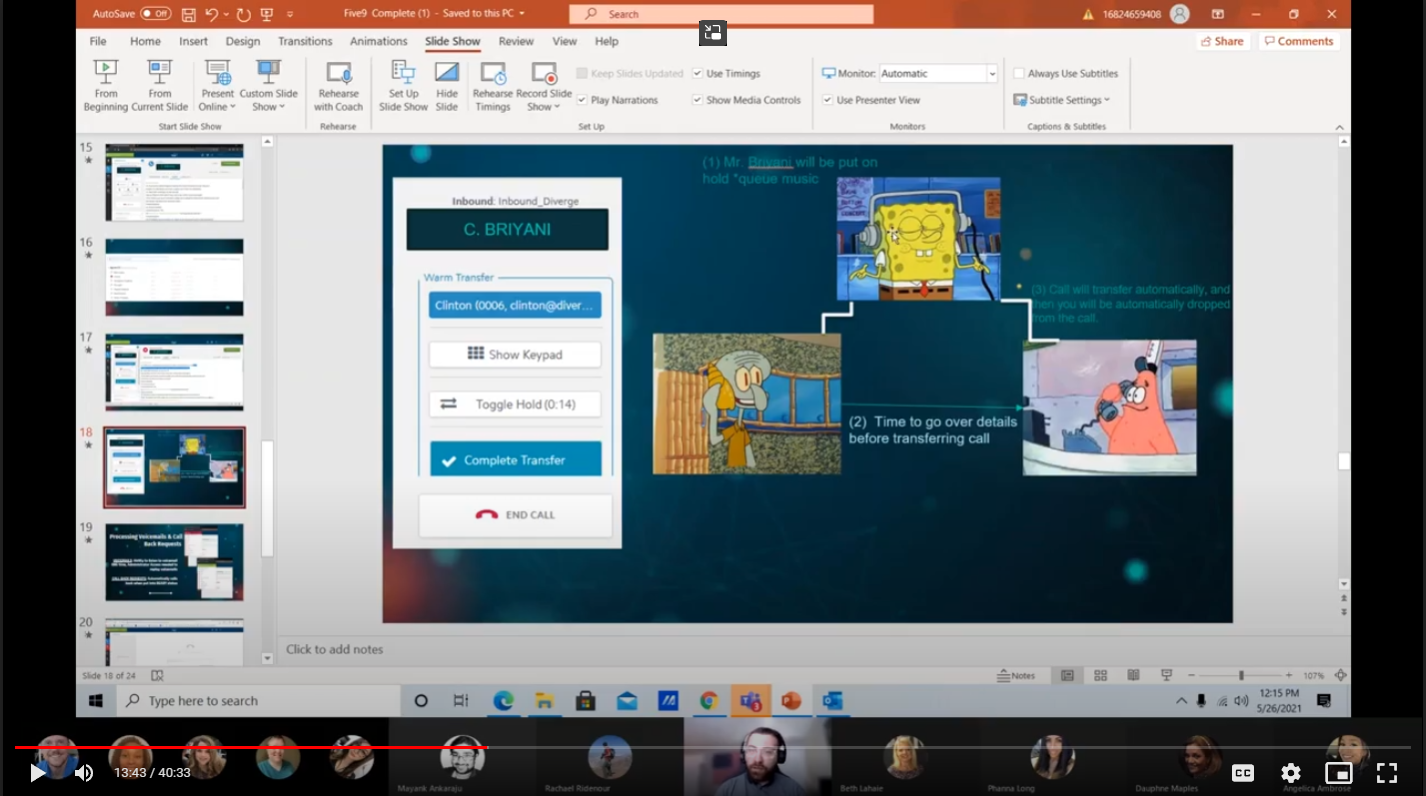 AutoSave Off
Five9 Complete (1) - Saved to this PC
Search
16824659408
File Home Insert Design Transitions Animations Slide Show Review View Help
Share
Comments
From Beginning
From Current Slide
Present Online
Custom Slide Show
Start Slide Show
Rehearse with Coach
Rehearse
Set Up Slide Show
Hide Slide
Rehearse Timings
Record Slide Show
Keep Slides Updated
Play Narrations
Use Timings
Show Media Controls
Set Up
Monitor: Automatic
Use Presenter View
Monitors
Always Use Subtitles
Subtitle Settings
Captions & Subtitles
15
16
17
18
19
Processing Voicemails & Call
Back Requests
20
Inbound: Inbound_Diverge
C. BRIYANI
Warm Transfer
Clinton (0006, clinton@diver...
Show Keypad
Toggle Hold (0:14)
Complete Transfer
END CALL
(1) Mr. Briyani will be put on
hold *queue music
(2) Time to go over details
before transferring call
(3) Call will transfer automatically, and
then you will be automatically dropped
from the call.
Click to add notes
Slide 18 of 24
Notes
107%
Type here to search
12:15 PM
5/26/2021
13:43 / 40:33
CC
Mayank Ankaraju
Rachael Ridenour
Beth Lahaie
Phanna Long
Dauphne Maples
Angelica Ambrose